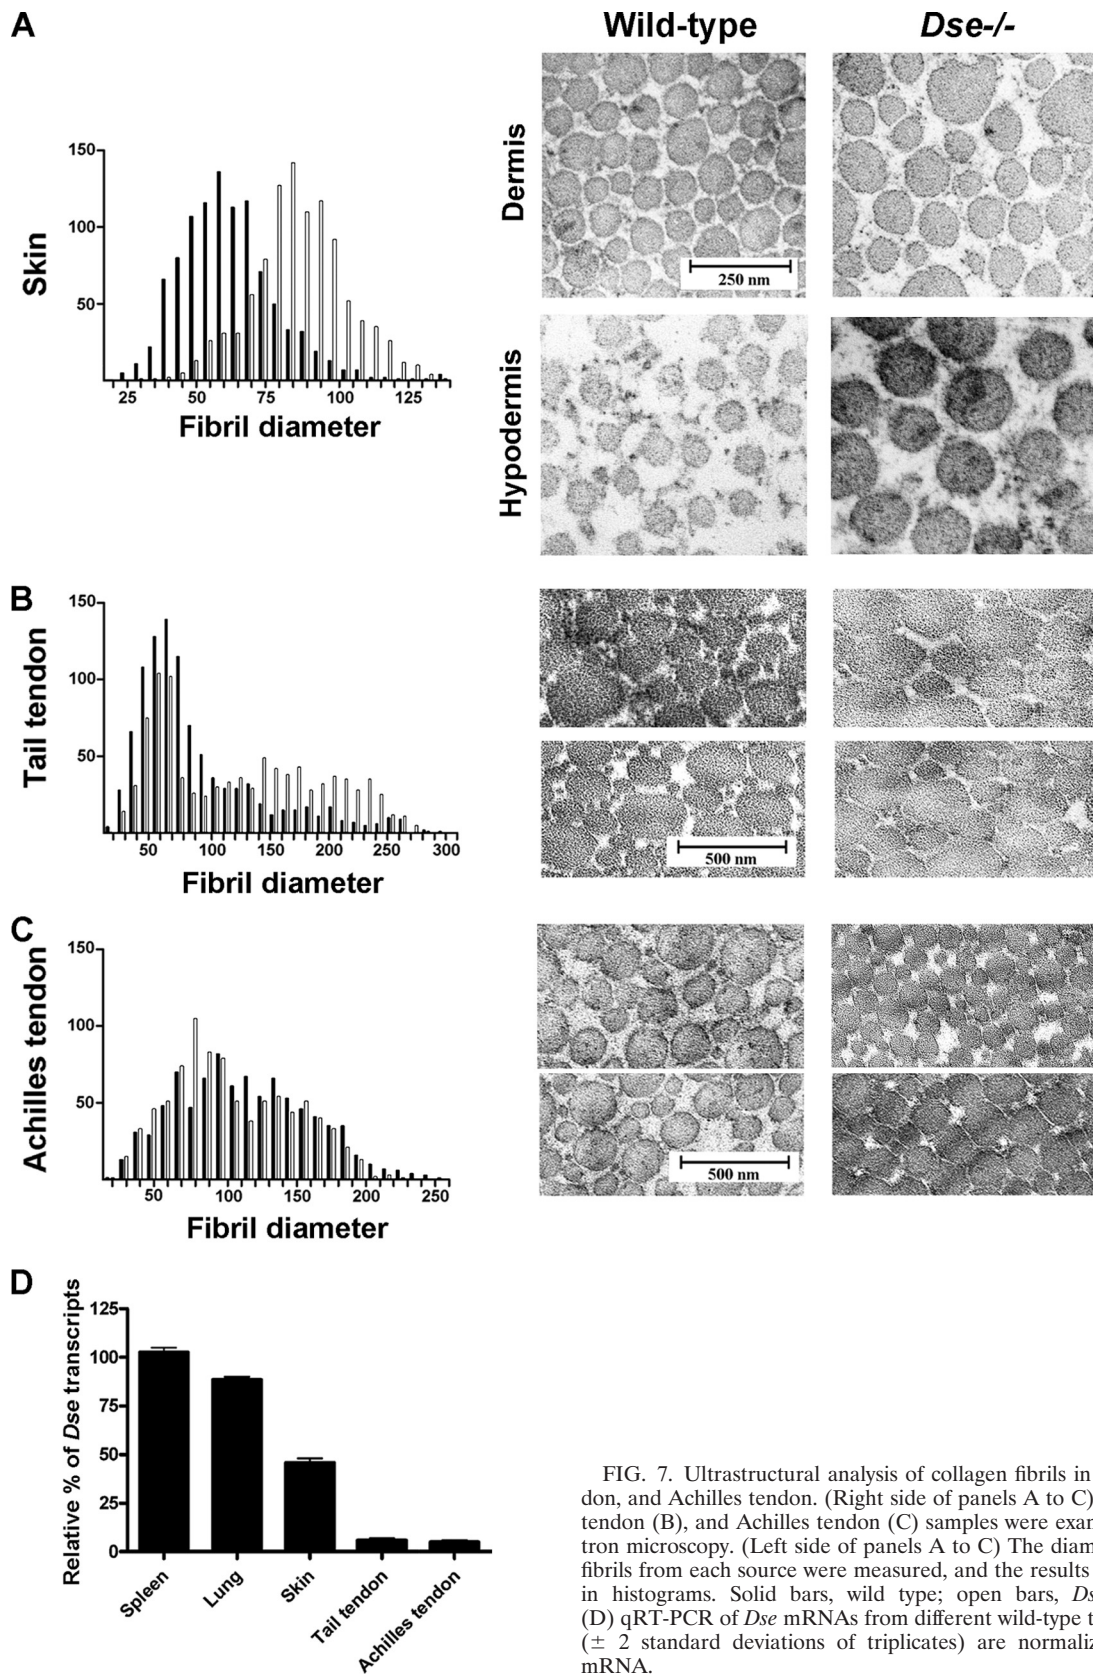 A
Wild-type
Dse-/-
Skin
150
100
50
25 50 75 100 125
Fibril diameter
Dermis
250 nm
Hypodermis
B
Tail tendon
150
100
50
50 100 150 200 250 300
Fibril diameter
500 nm
C
Achilles tendon
150
100
50
50 100 150 200 250
Fibril diameter
500 nm
D
Relative % of Dse transcripts
125
100
75
50
25
0
Spleen
Lung
Skin
Tail tendon
Achilles tendon
FIG. 7. Ultrastructural analysis of collagen fibrils in
don, and Achilles tendon. (Right side of panels A to C)
tendon (B), and Achilles tendon (C) samples were exam
tron microscopy. (Left side of panels A to C) The diam
fibrils from each source were measured, and the results
in histograms. Solid bars, wild type; open bars, Ds
(D) qRT-PCR of Dse mRNAs from different wild-type t
(± 2 standard deviations of triplicates) are normaliz
mRNA.